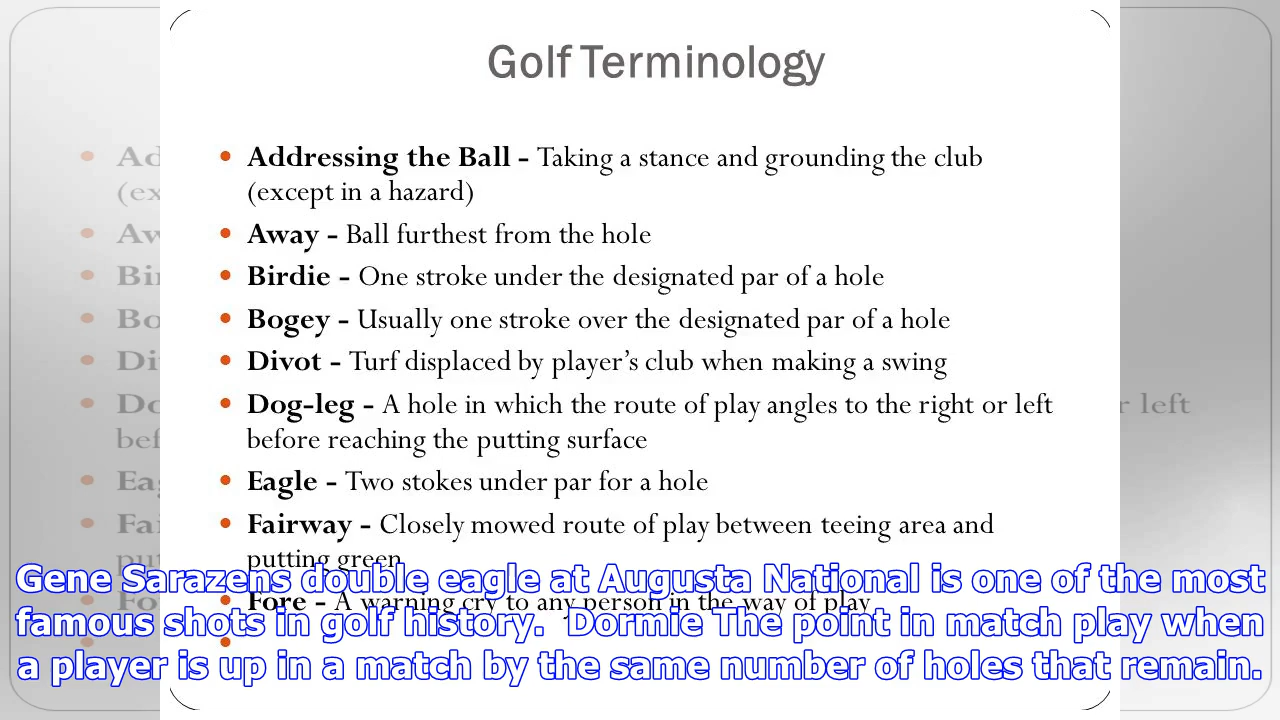 Golf Terminology
• Addressing the Ball - Taking a stance and grounding the club
(except in a hazard)
• Away - Ball furthest from the hole
• Birdie - One stroke under the designated par of a hole
• Bogey - Usually one stroke over the designated par of a hole
• Divot - Turf displaced by player's club when making a swing
• Dog-leg - A hole in which the route of play angles to the right or left
before reaching the putting surface
• Eagle - Two stokes under par for a hole
• Fairway - Closely mowed route of play between teeing area and
putting green
• Fore - A warning cry to any person in the way of play
Gene Sarazens double eagle at Augusta National is one of the most
famous shots in golf history. Dormie The point in match play when
a player is up in a match by the same number of holes that remain.